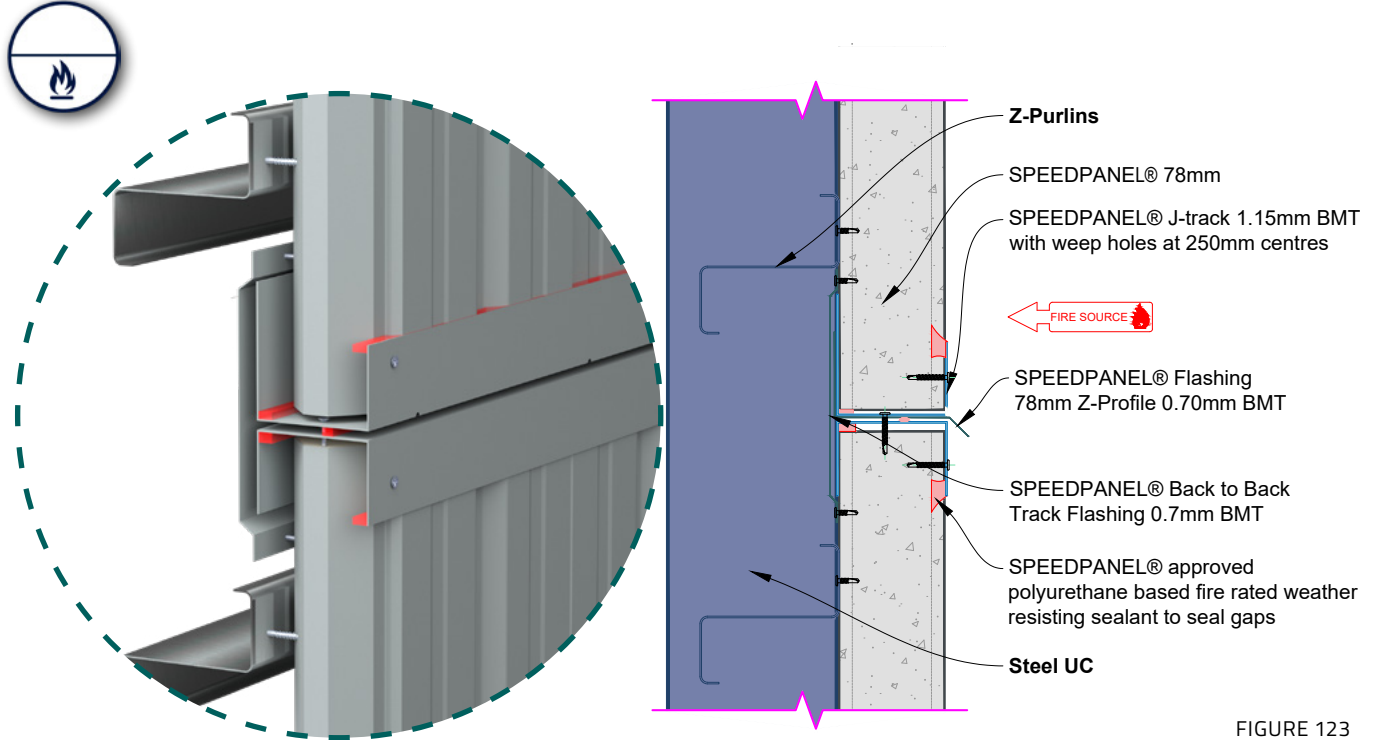 Z-Purlins
SPEEDPANEL® 78mm
SPEEDPANEL® J-track 1.15mm BMT
with weep holes at 250mm centres
FIRE SOURCE
SPEEDPANEL® Flashing
78mm Z-Profile 0.70mm BMT
SPEEDPANEL® Back to Back
Track Flashing 0.7mm BMT
SPEEDPANEL® approved
polyurethane based fire rated weather
resisting sealant to seal gaps
Steel UC
FIGURE 123